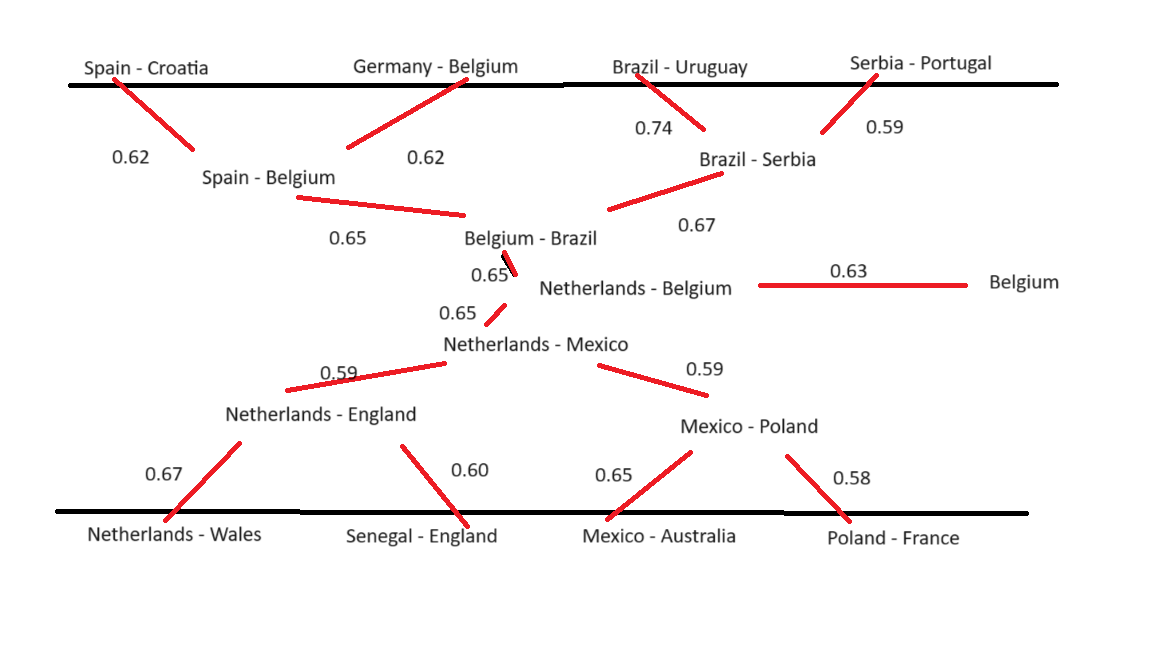 Spain - Croatia
Germany - Belgium
Brazil - Uruguay
Serbia - Portugal
0.62
0.62
0.74
0.59
Spain - Belgium
Brazil - Serbia
0.65
0.67
Belgium - Brazil
0.65
Netherlands - Belgium
0.63
Belgium
0.65
Netherlands - Mexico
0.59
0.59
Netherlands - England
Mexico - Poland
0.67
0.60
0.65
0.58
Netherlands - Wales
Senegal - England
Mexico - Australia
Poland - France